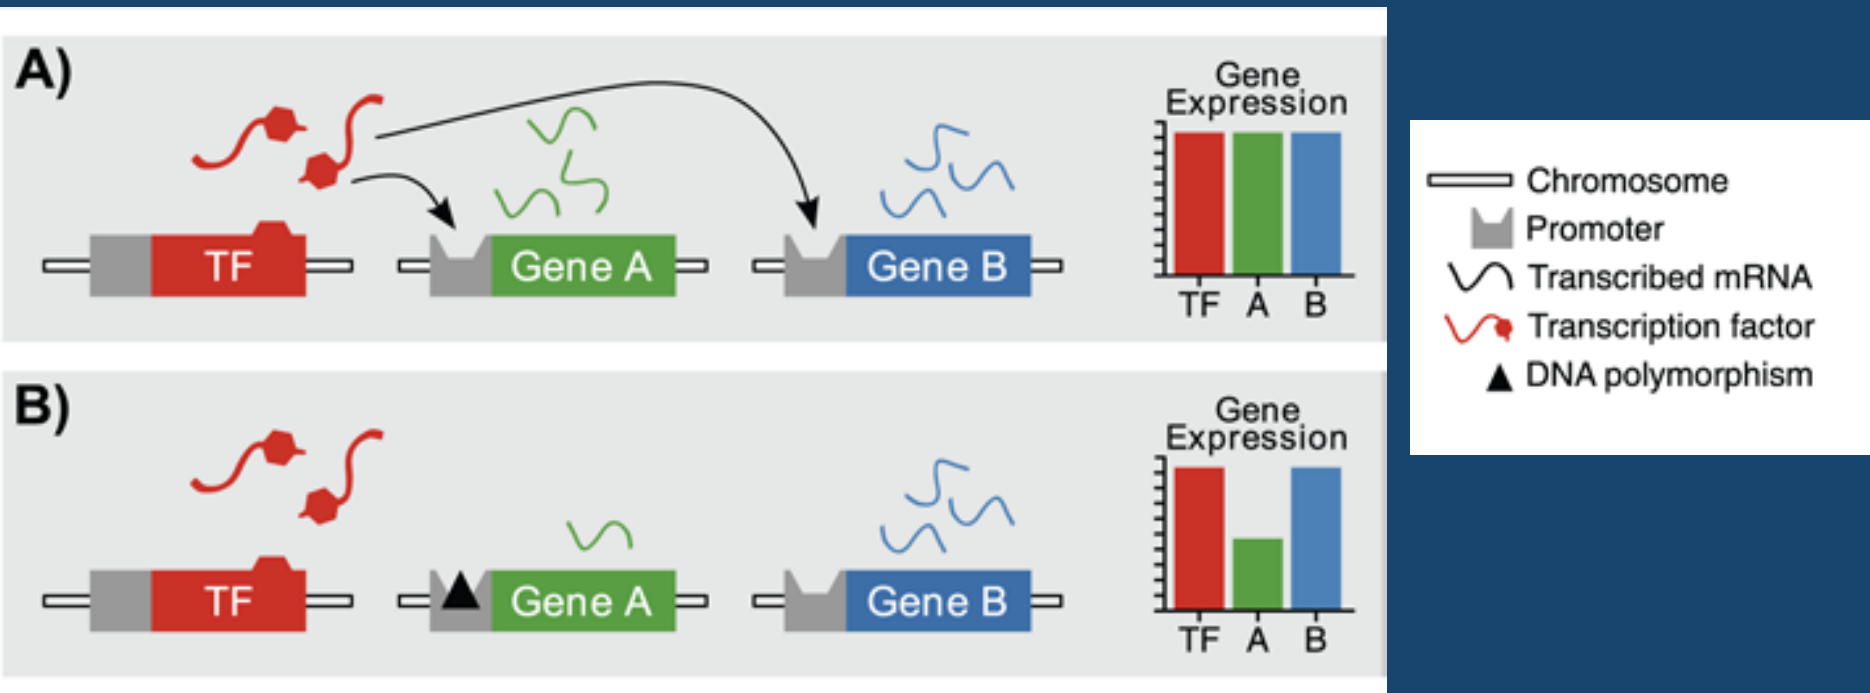 A)
Gene
Expression
TF
Gene A
Gene B
TF A B
B)
Gene
Expression
TF
Gene A
Gene B
TF A B
Chromosome
Promoter
Transcribed mRNA
Transcription factor
DNA polymorphism